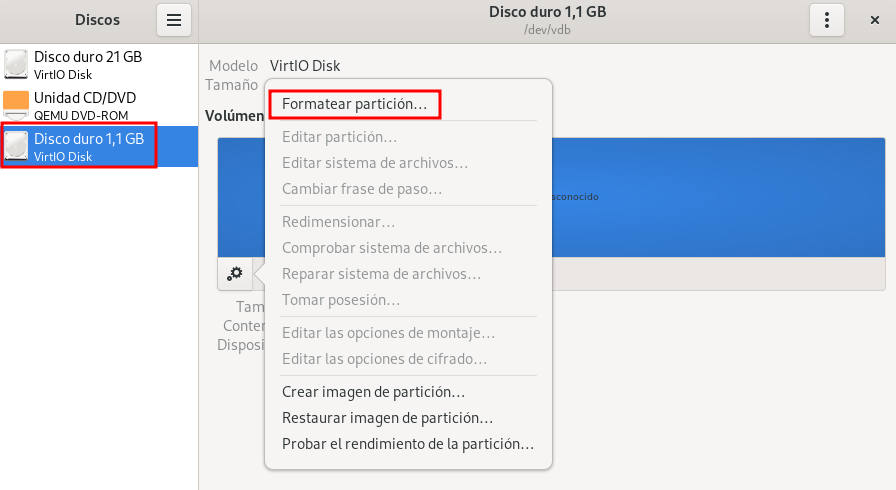 Discos
Disco duro 1,1 GB
/dev/vdb
Disco duro 21 GB
VirtIO Disk
Unidad CD/DVD
QEMU DVD-ROM
Disco duro 1,1 GB
VirtIO Disk
Modelo VirtIO Disk
Tamaño
Volúmen
Formatear partición...
Editar partición...
Editar sistema de archivos...
Cambiar frase de paso...
Redimensionar...
Comprobar sistema de archivos...
Reparar sistema de archivos...
Tomar posesión...
Editar las opciones de montaje...
Editar las opciones de cifrado...
Crear imagen de partición...
Restaurar imagen de partición...
Probar el rendimiento de la partición...
sconocido
Tam
Conter
Disposi